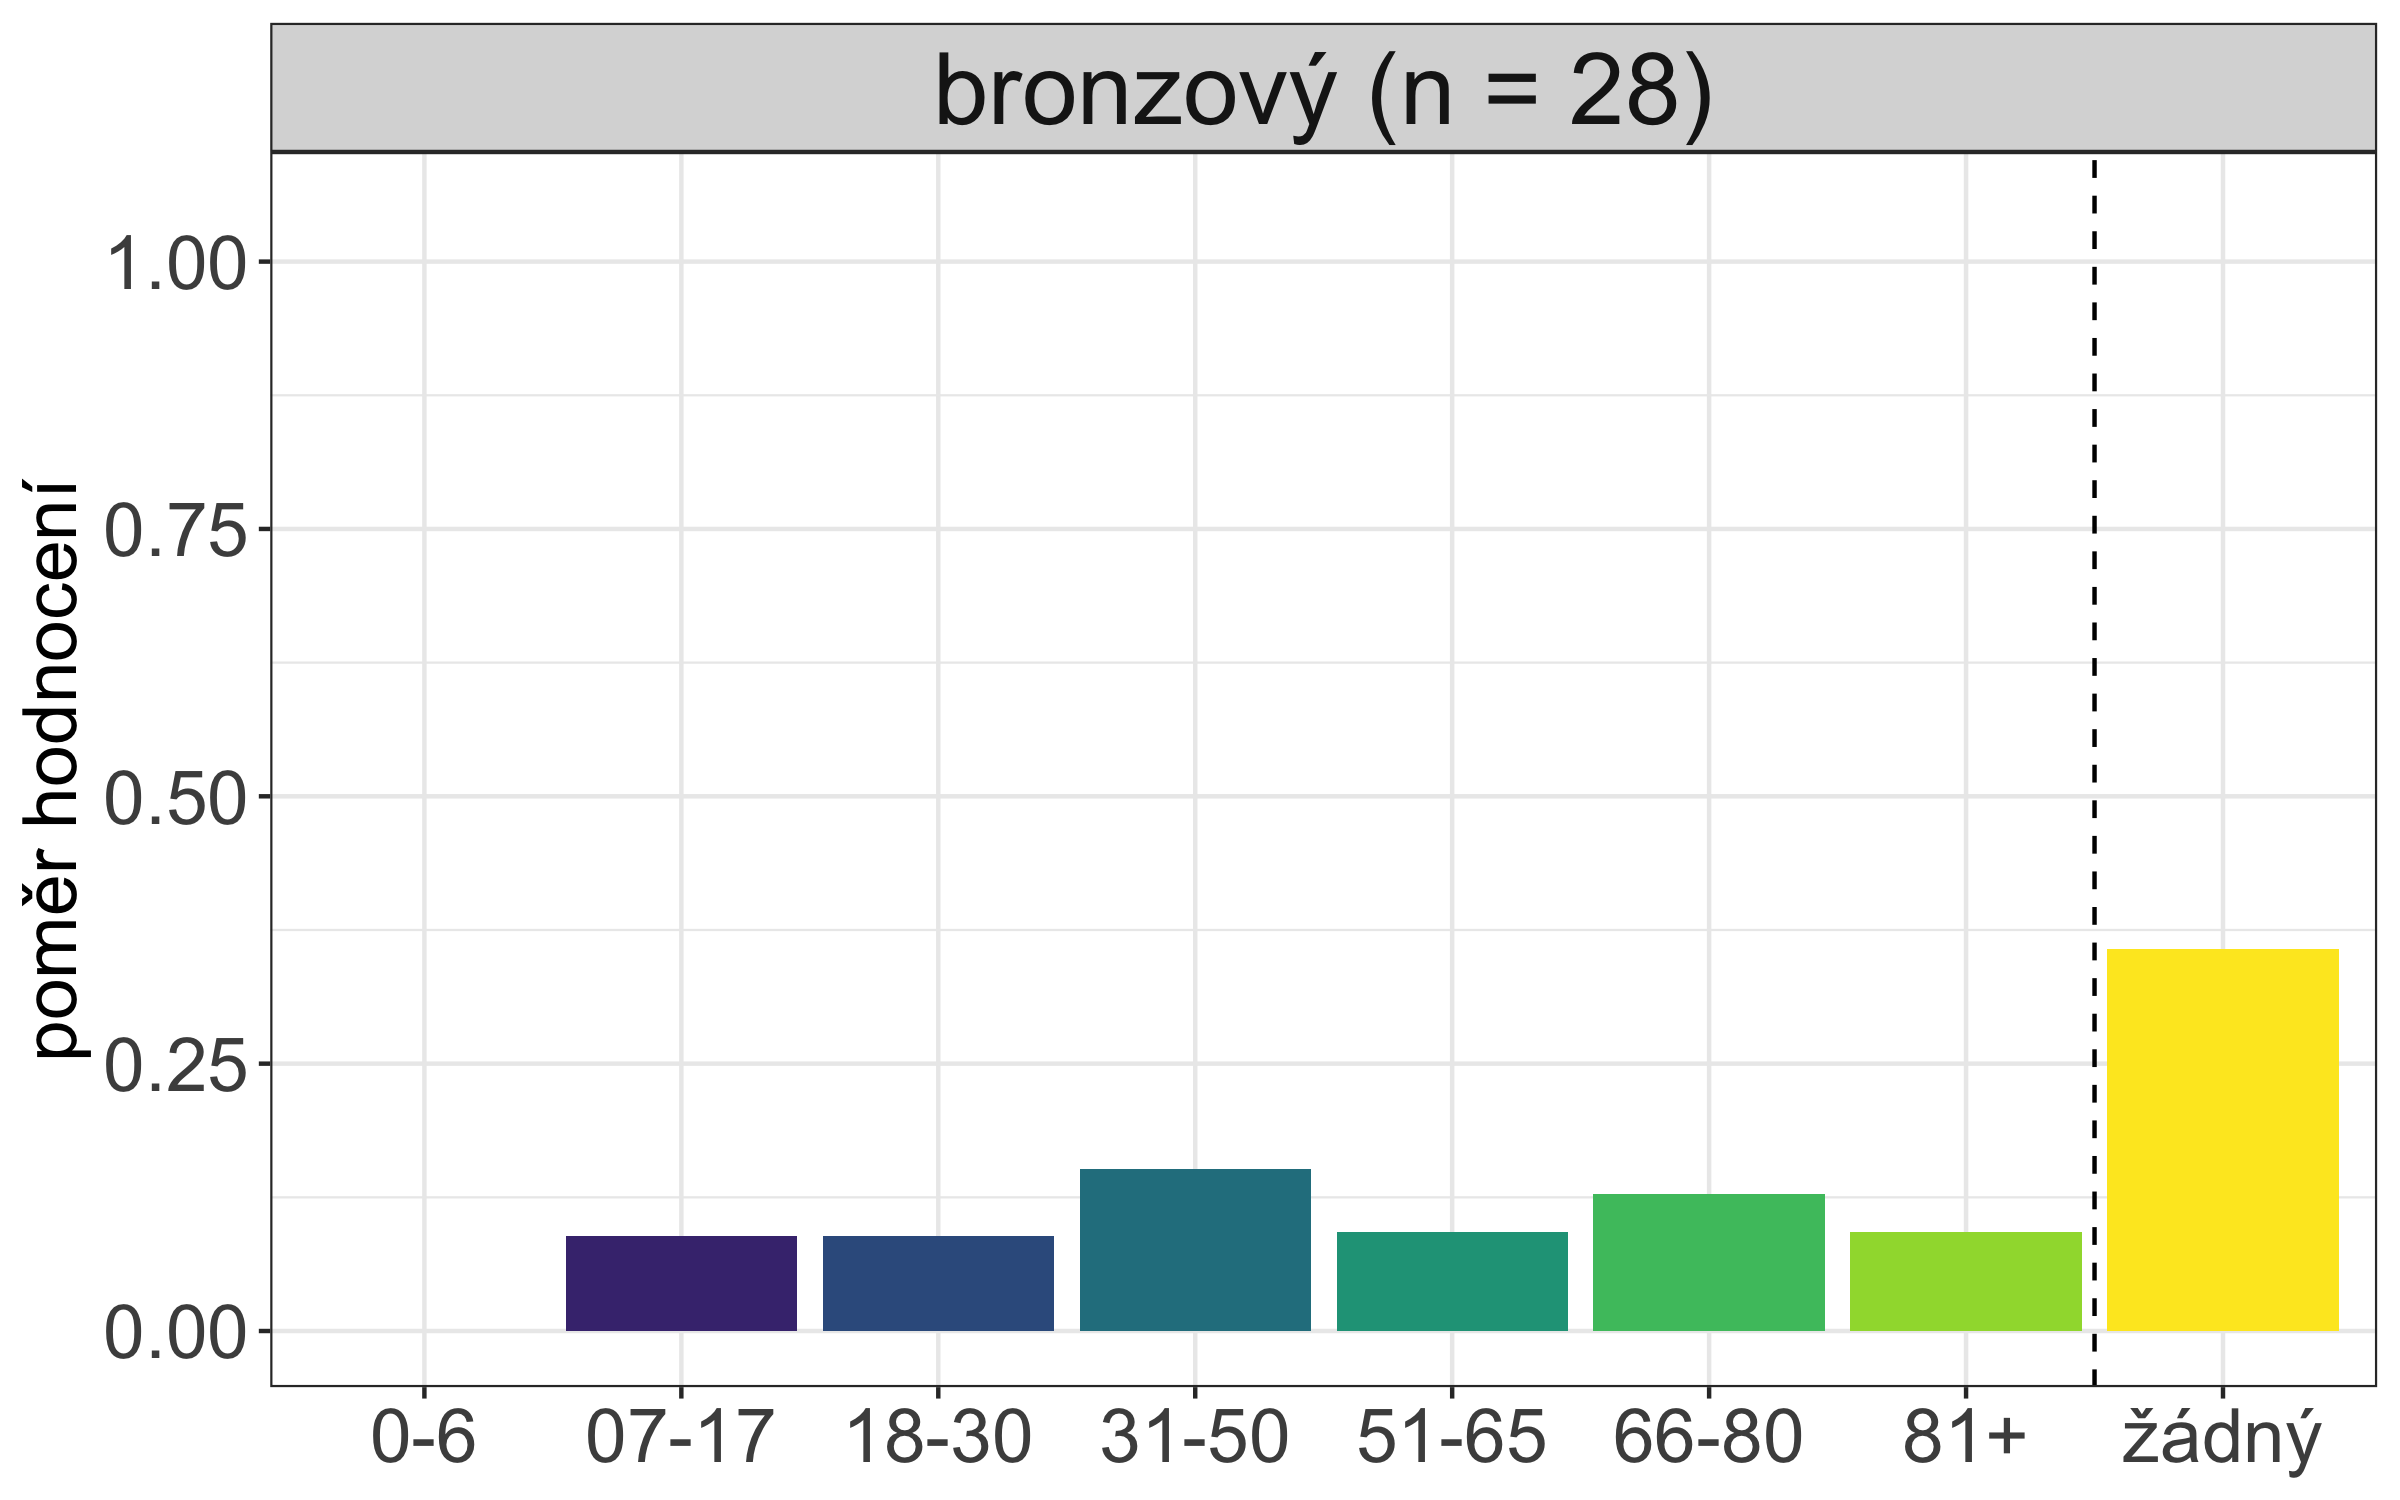 bronzový (n = 28)
poměr hodnocení
1.00
0.75
0.50
0.25
0.00
0-6 07-17 18-30 31-50 51-65 66-80 81+ žádný